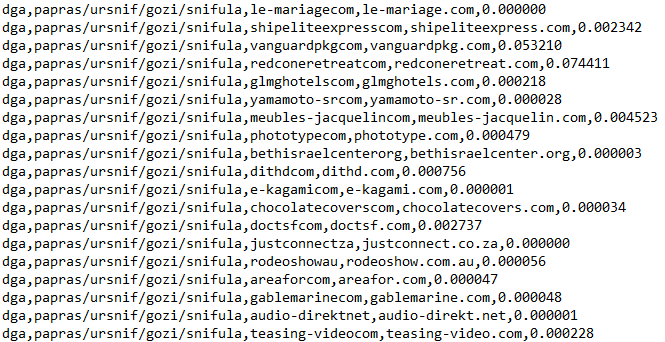 dga,papras/ursnif/gozi/snifula,le-mariagecom,le-mariage.com,0.000000
dga,papras/ursnif/gozi/snifula,shipeliteexpresscom,shipeliteexpress.com,0.002342
dga,papras/ursnif/gozi/snifula,vanguardpkgcom,vanguardpkg.com,0.053210
dga,papras/ursnif/gozi/snifula,redconeretreatcom,redconeretreat.com,0.074411
dga,papras/ursnif/gozi/snifula,glmghotelscom,glmghotels.com,0.000218
dga,papras/ursnif/gozi/snifula,yamamoto-srcom,yamamoto-sr.com,0.000028
dga,papras/ursnif/gozi/snifula,meubles-jacquelincom,meubles-jacquelin.com,0.004523
dga,papras/ursnif/gozi/snifula,phototypecom,phototype.com,0.000479
dga,papras/ursnif/gozi/snifula,bethisraelcenterorg,bethisraelcenter.org,0.000003
dga,papras/ursnif/gozi/snifula,dithdcom,dithd.com,0.000756
dga,papras/ursnif/gozi/snifula,e-kagamicom,e-kagami.com,0.000001
dga,papras/ursnif/gozi/snifula,chocolatecoverscom,chocolatecovers.com,0.000034
dga,papras/ursnif/gozi/snifula,doctsfcom,doctsf.com,0.002737
dga,papras/ursnif/gozi/snifula,justconnectza,justconnect.co.za,0.000000
dga,papras/ursnif/gozi/snifula,rodeoshowau,rodeoshow.com.au,0.000056
dga,papras/ursnif/gozi/snifula,areaforcom,areafor.com,0.000047
dga,papras/ursnif/gozi/snifula,gablemarinecom,gablemarine.com,0.000048
dga,papras/ursnif/gozi/snifula,audio-direktnet,audio-direkt.net,0.000001
dga,papras/ursnif/gozi/snifula,teasing-videocom,teasing-video.com,0.000228